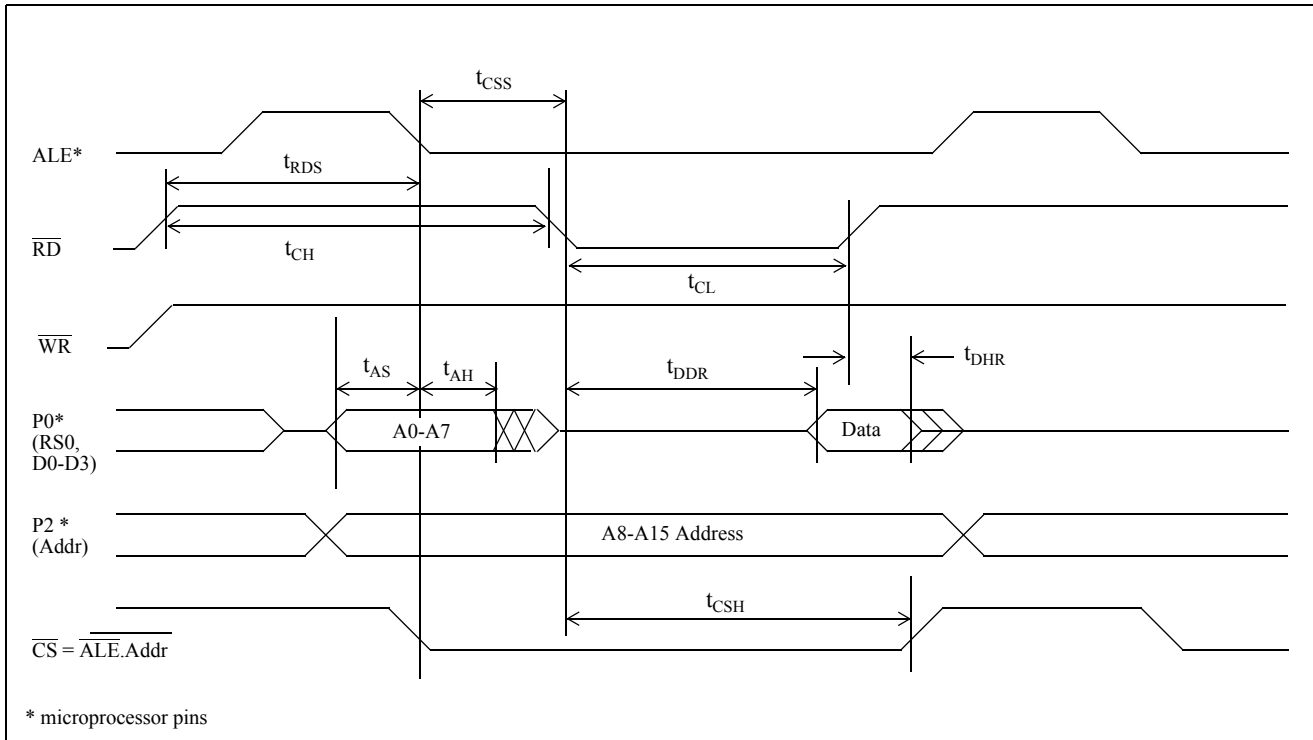 tCSS
ALE*
tRDS
RD
tCH
tCL
WR
tAS
tAH
tDDR
tDHR
P0*
(RS0,
D0-D3)
A0-A7
Data
P2 *
(Addr)
A8-A15 Address
tCSH
CS = ALE.Addr
* microprocessor pins